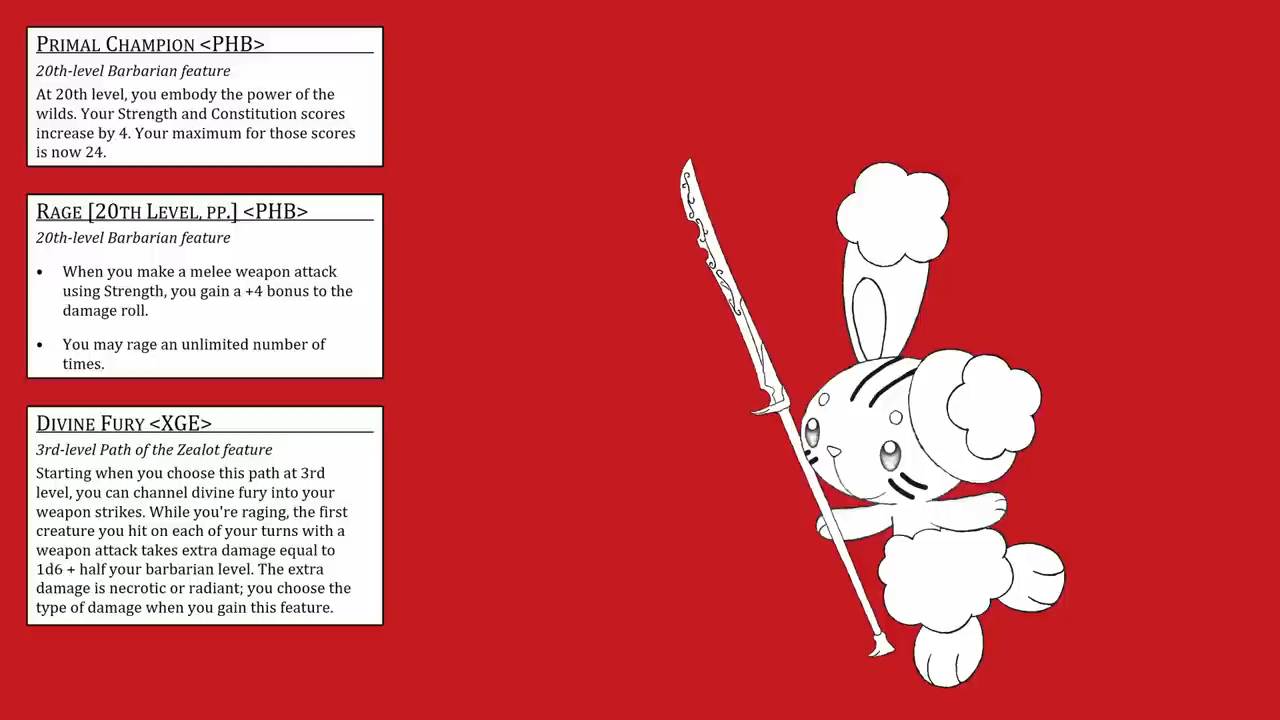 PRIMAL CHAMPION <PHB>
20th-level Barbarian feature
At 20th level, you embody the power of the
wilds. Your Strength and Constitution scores
increase by 4. Your maximum for those scores
is now 24.
RAGE [20TH LEVEL, PP.] <PHB>
20th-level Barbarian feature
• When you make a melee weapon attack
using Strength, you gain a +4 bonus to the
damage roll.
• You may rage an unlimited number of
times.
DIVINE FURY <XGE>
3rd-level Path of the Zealot feature
Starting when you choose this path at 3rd
level, you can channel divine fury into your
weapon strikes. While you're raging, the first
creature you hit on each of your turns with a
weapon attack takes extra damage equal to
1d6 + half your barbarian level. The extra
damage is necrotic or radiant; you choose the
type of damage when you gain this feature.